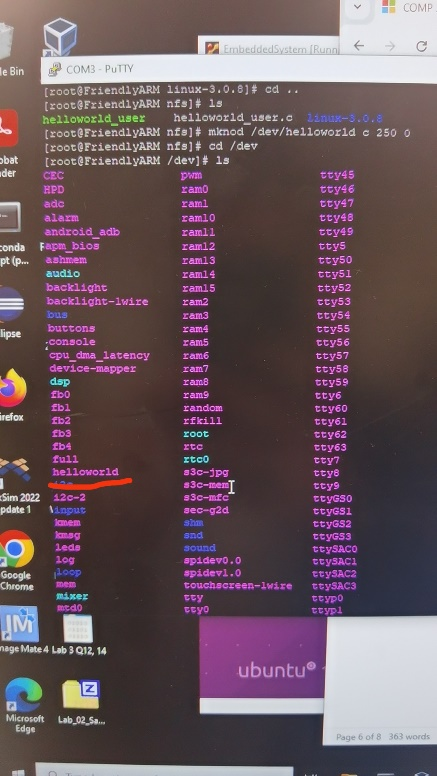 le Bin
EmbeddedSystem [Runn
COMP
COM3 - PuTTY
[root@FriendlyARM linux-3.0.8]# cd ..
[root@FriendlyARM nfs]# ls
helloworld_user helloworld_user.c linux-3.0.8
[root@FriendlyARM nfs]# mknod /dev/helloworld c 250 0
[root@FriendlyARM nfs]# cd /dev
[root@FriendlyARM /dev]# ls
CEC pwm tty45
HPD ram0 tty46
adc ram1 tty47
alarm ram10 tty48
android_adb ram11 tty49
apm_bios ram12 tty5
ashmem ram13 tty50
audio ram14 tty51
backlight ram15 tty52
backlight-1wire ram2 tty53
bus ram3 tty54
buttons ram4 tty55
console ram5 tty56
cpu_dma_latency ram6 tty57
device-mapper ram7 tty58
dsp ram8 tty59
fb0 ram9 tty6
fb1 random tty60
fb2 rfkill tty61
fb3 root tty62
fb4 rtc tty63
full rtc0 tty7
helloworld s3c-jpg tty8
s3c-mem tty9
i2c-2 s3c-mfc ttyGS0
input sec-g2d ttyGS1
kmem shm ttyGS2
kmsg snd ttyGS3
leds sound ttySAC0
log spidev0.0 ttySAC1
loop spidev1.0 ttySAC2
mem touchscreen-1wire ttySAC3
mixer tty ttyp0
mtd0 tty0 ttyp1
obat
der
conda
pt (p...
lipse
irefox
xSim 2022
pdate 1
Google
Chrome
mage Mate 4
Lab 3 Q12, 14
Microsoft
Edge
Lab_02_Sa...
ubuntu®
Page 6 of 8 363 words